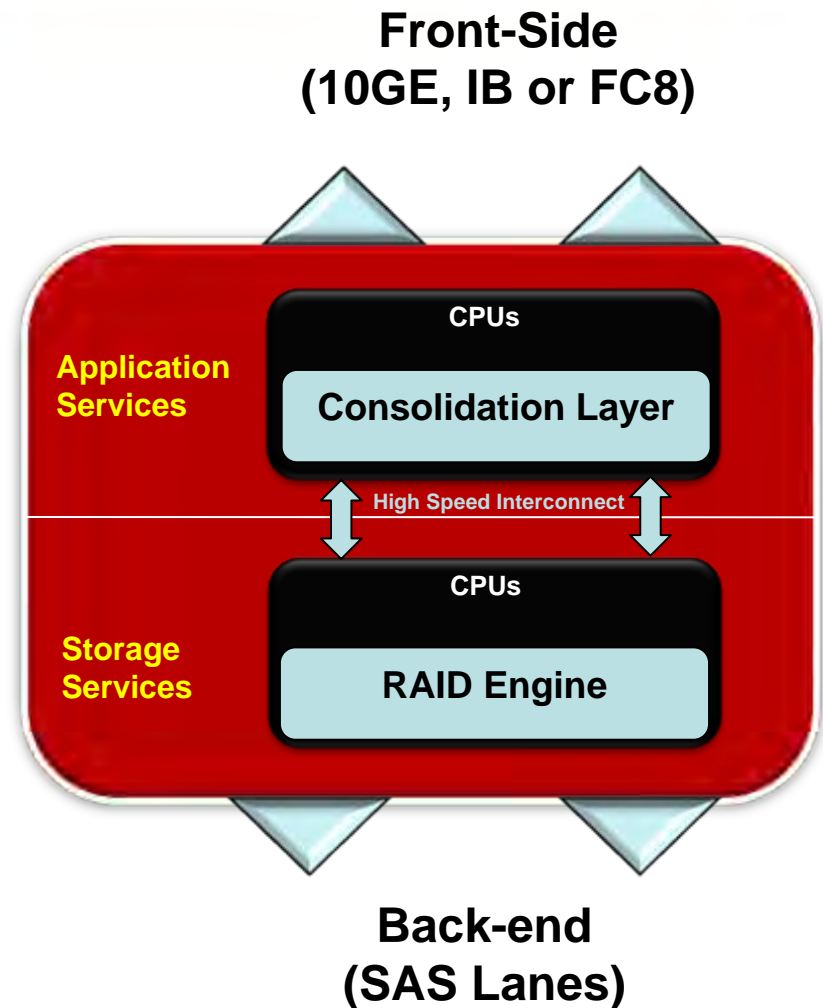 Front-Side
(10GE, IB or FC8)
CPUs
Application
Services
Consolidation Layer
High Speed Interconnect
CPUs
Storage
Services
RAID Engine
Back-end
(SAS Lanes)